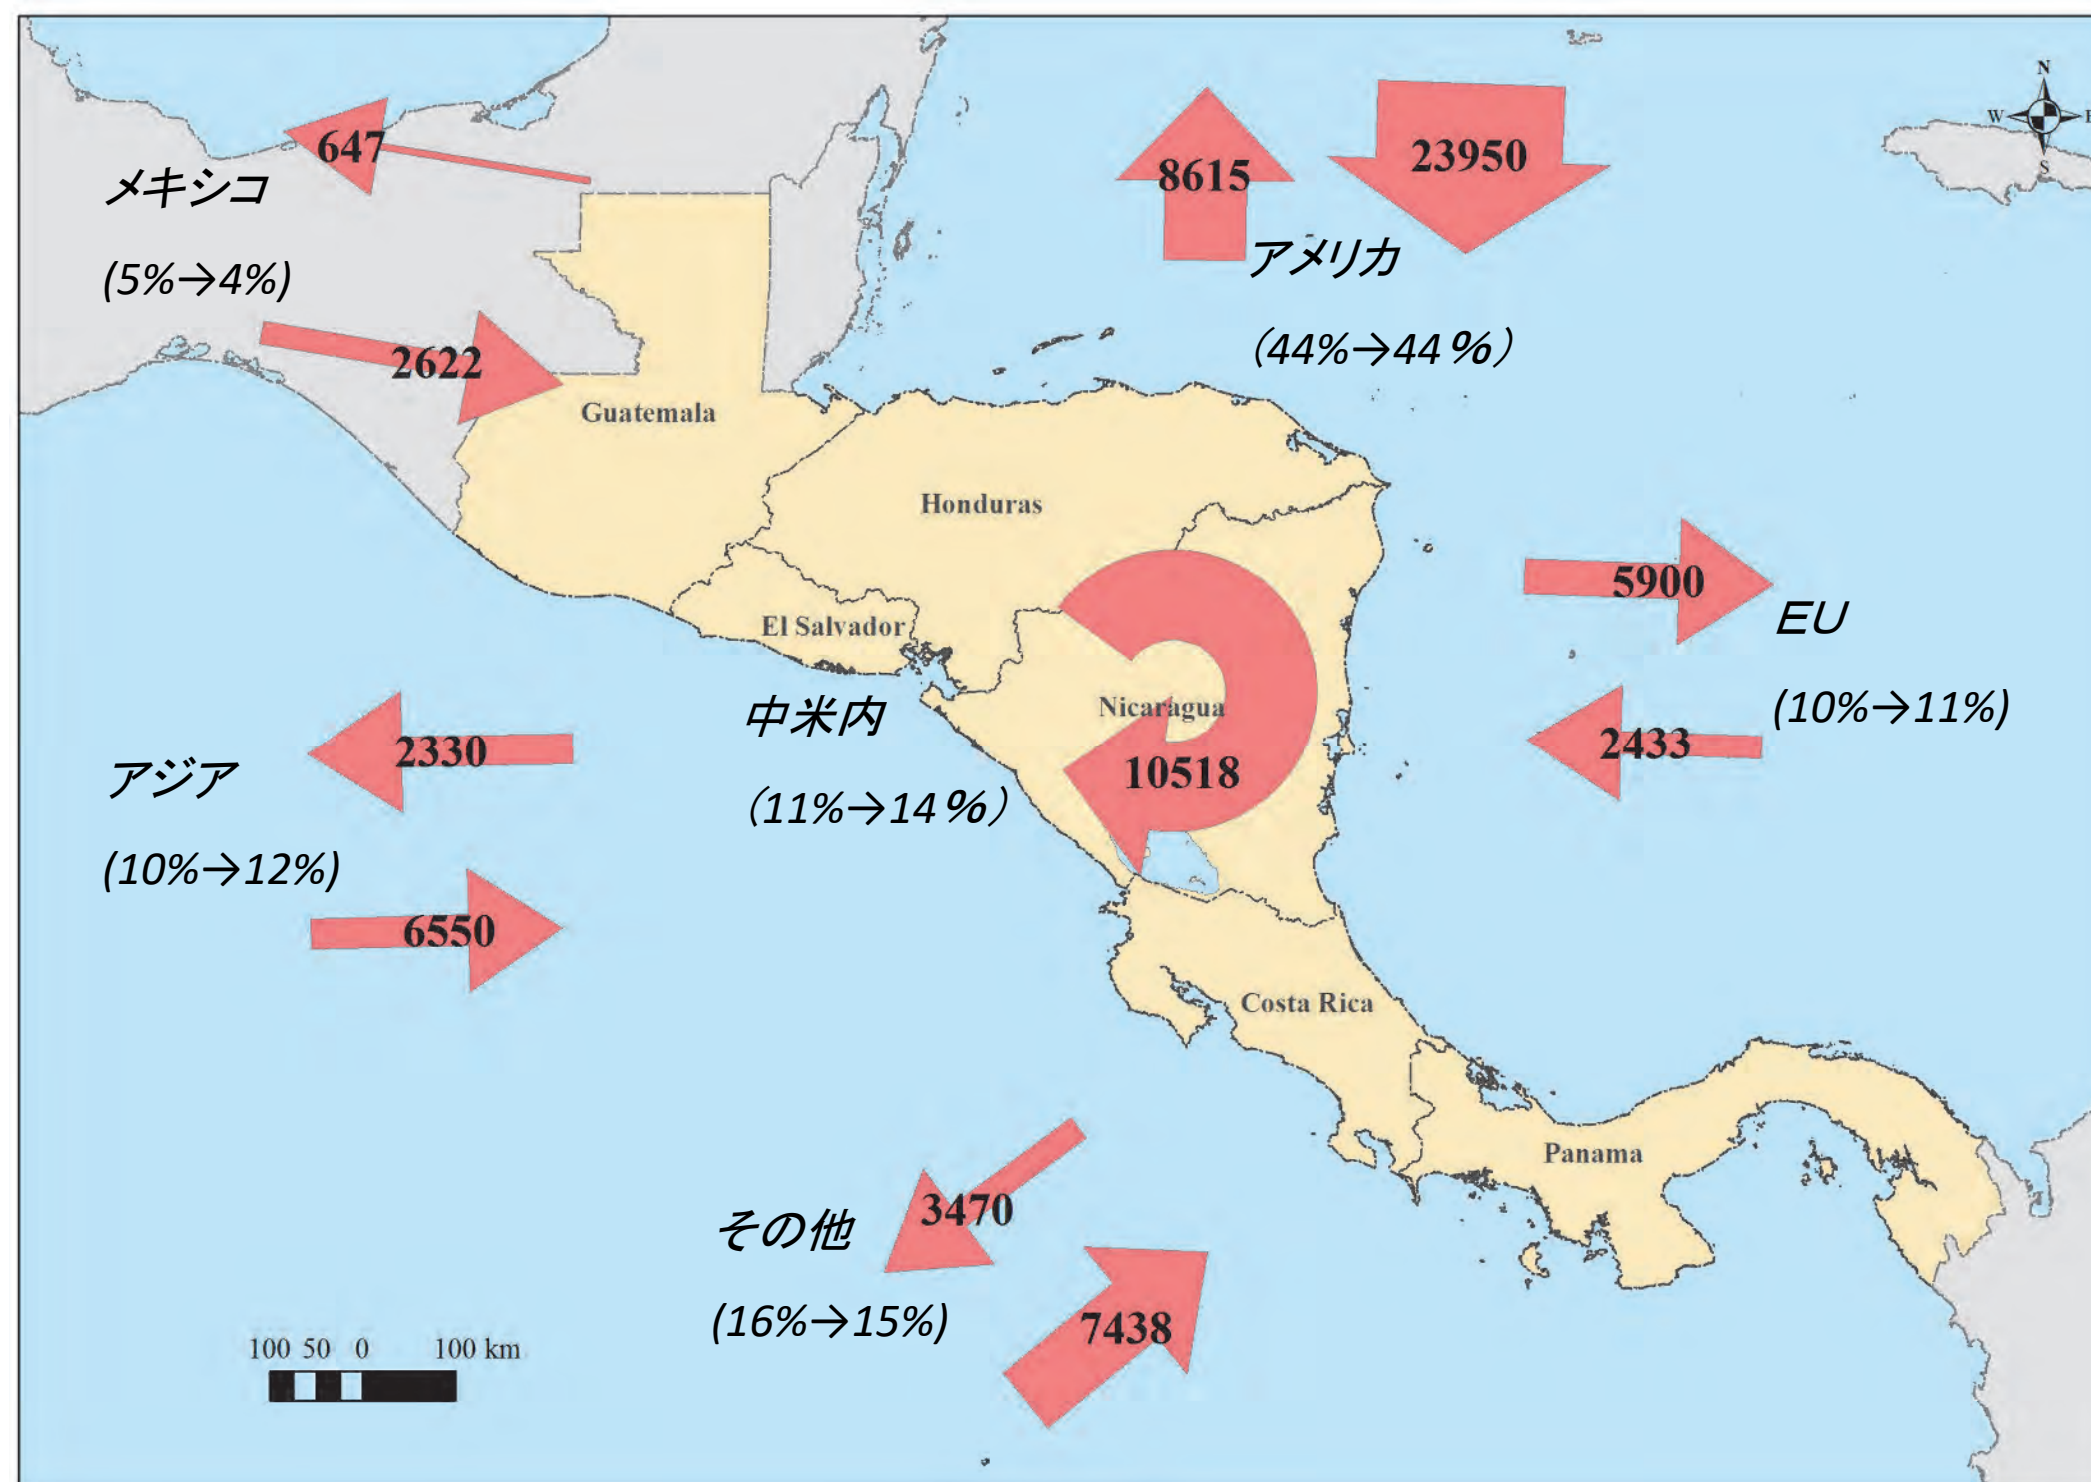 N
W
E
S
647
メキシコ
(5%→4%)
2622
8615
23950
アメリカ
（44%→44％）
Guatemala
Honduras
El Salvador
Nicaragua
中米内
（11%→14％）
10518
5900
EU
(10%→11%)
2433
2330
アジア
(10%→12%)
6550
Costa Rica
Panama
3470
その他
(16%→15%)
7438
100 50 0 100 km